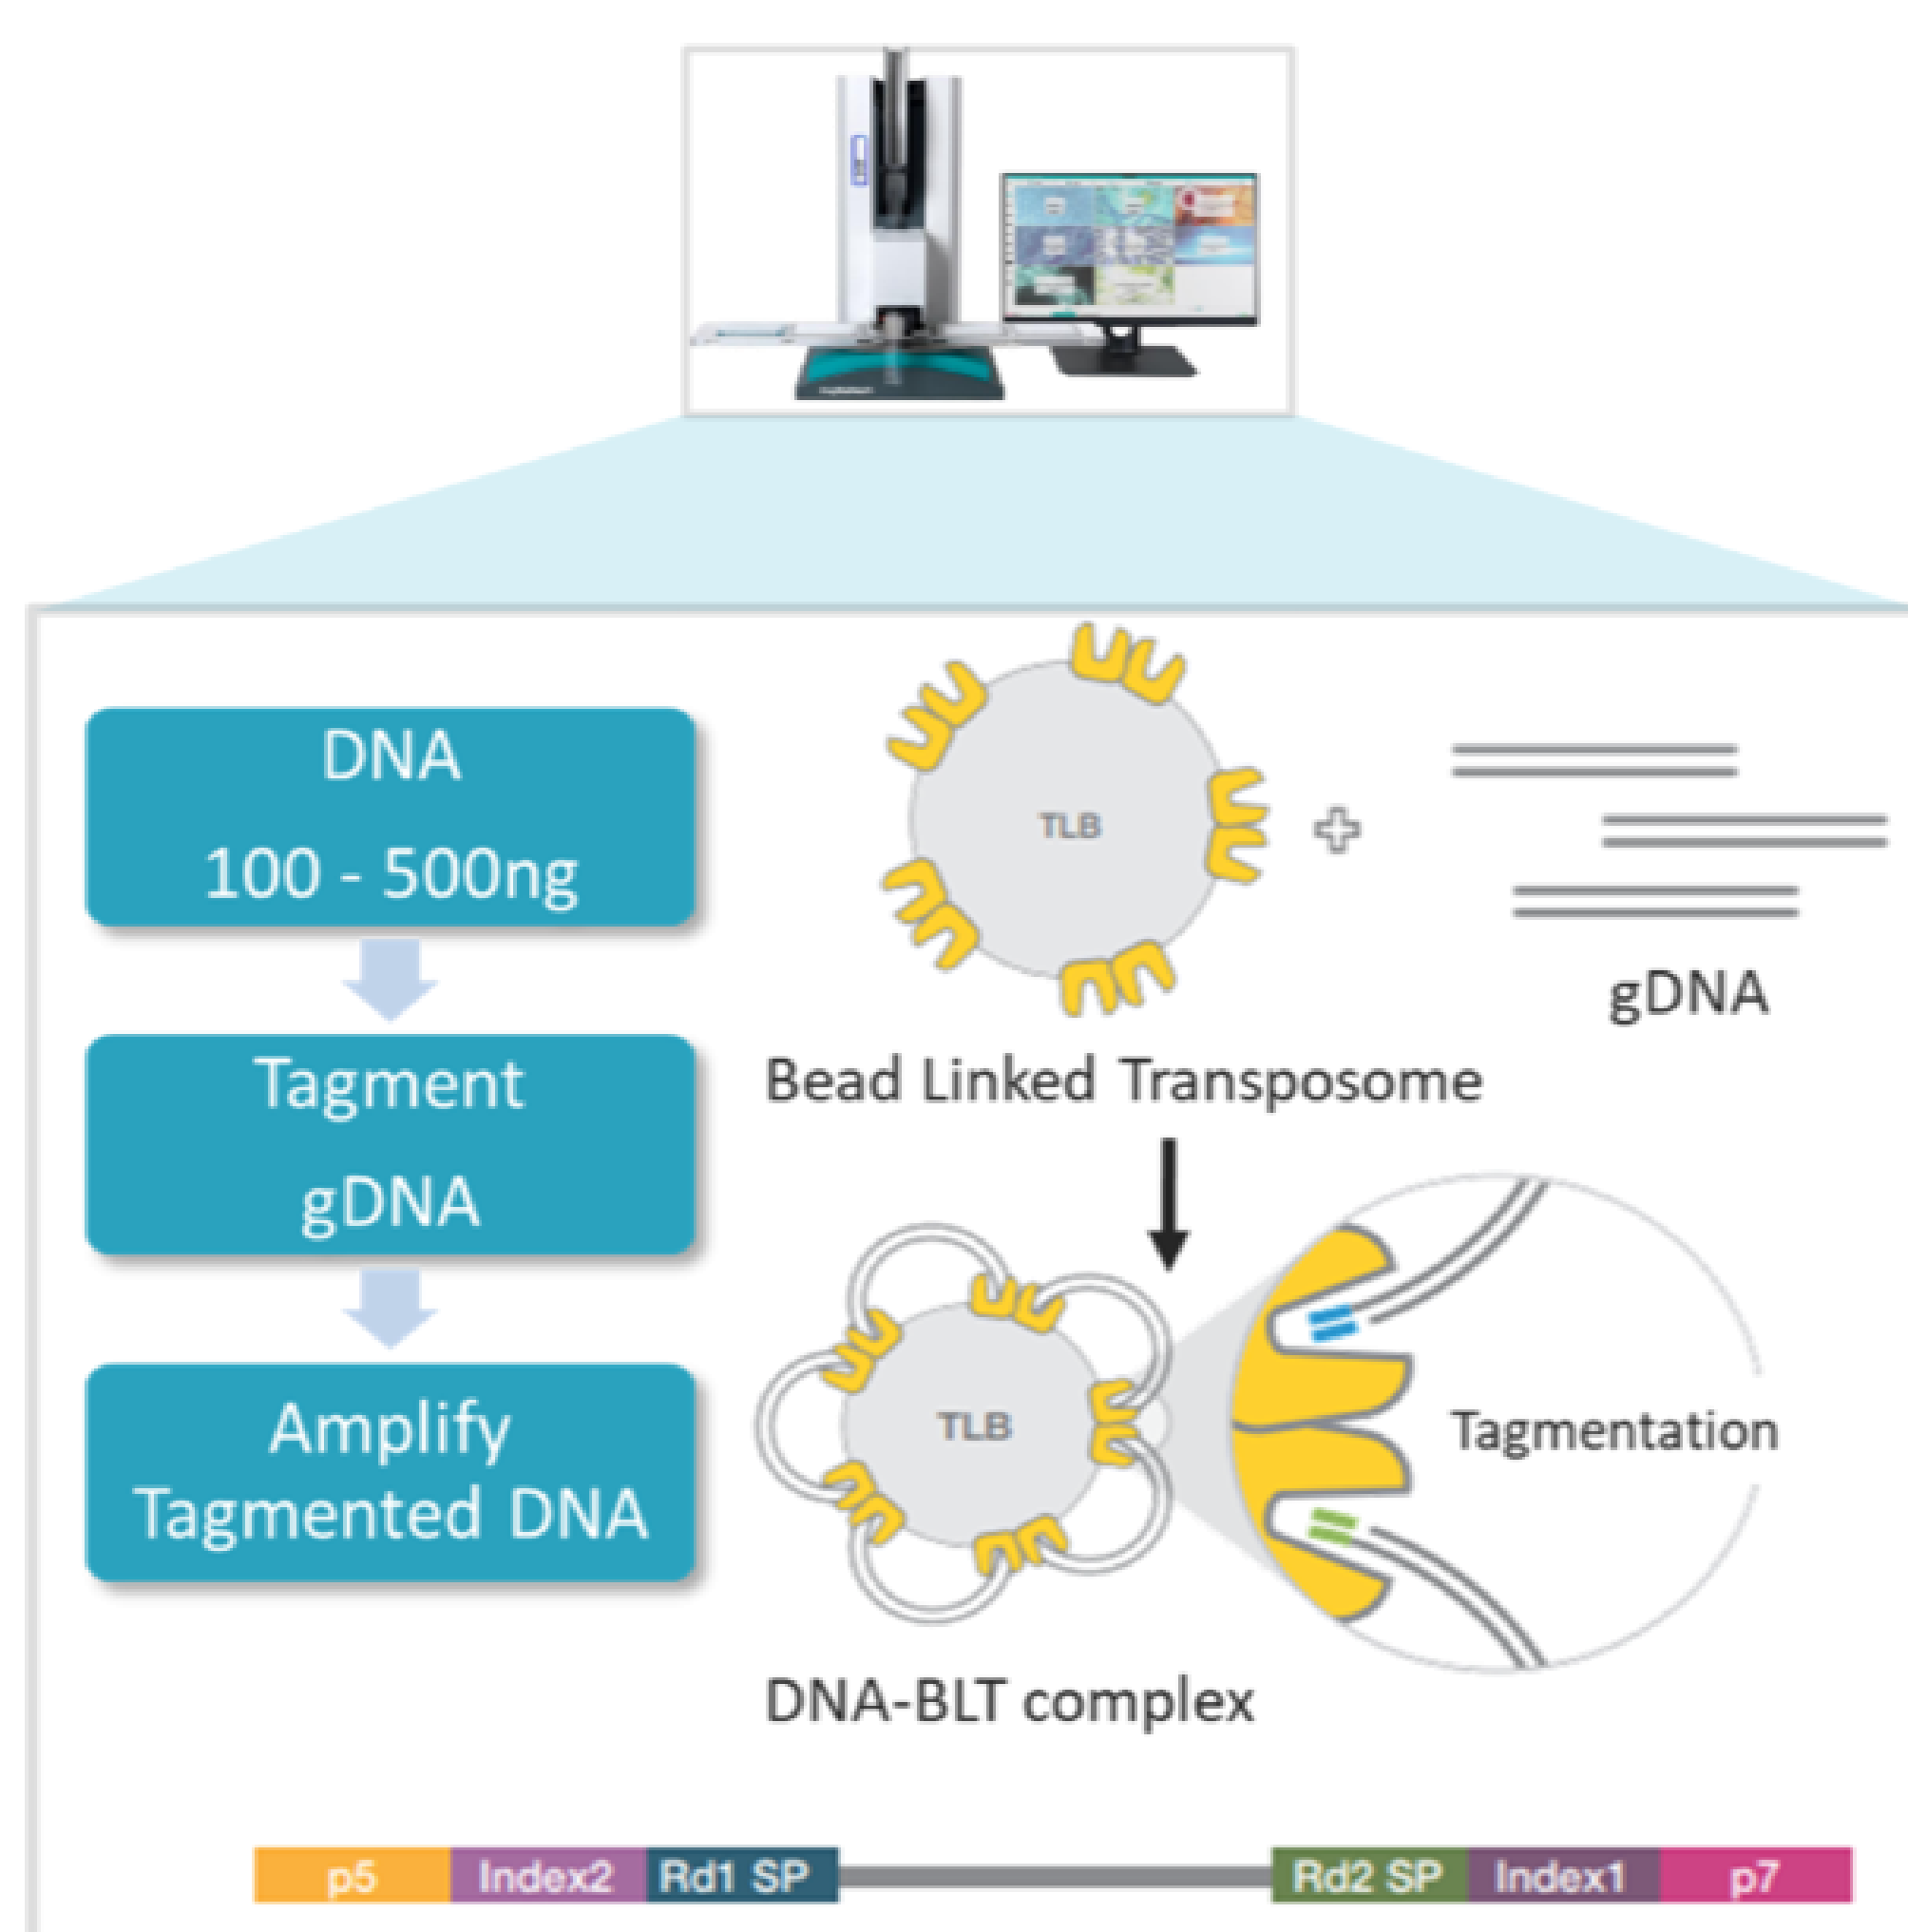 DNA
100 - 500ng
Tagment
gDNA
Amplify
Tagmented DNA
TLB
gDNA
Bead Linked Transposome
TLB
Tagmentation
DNA-BLT complex
p5 Index2 Rd1 SP Rd2 SP Index1 p7